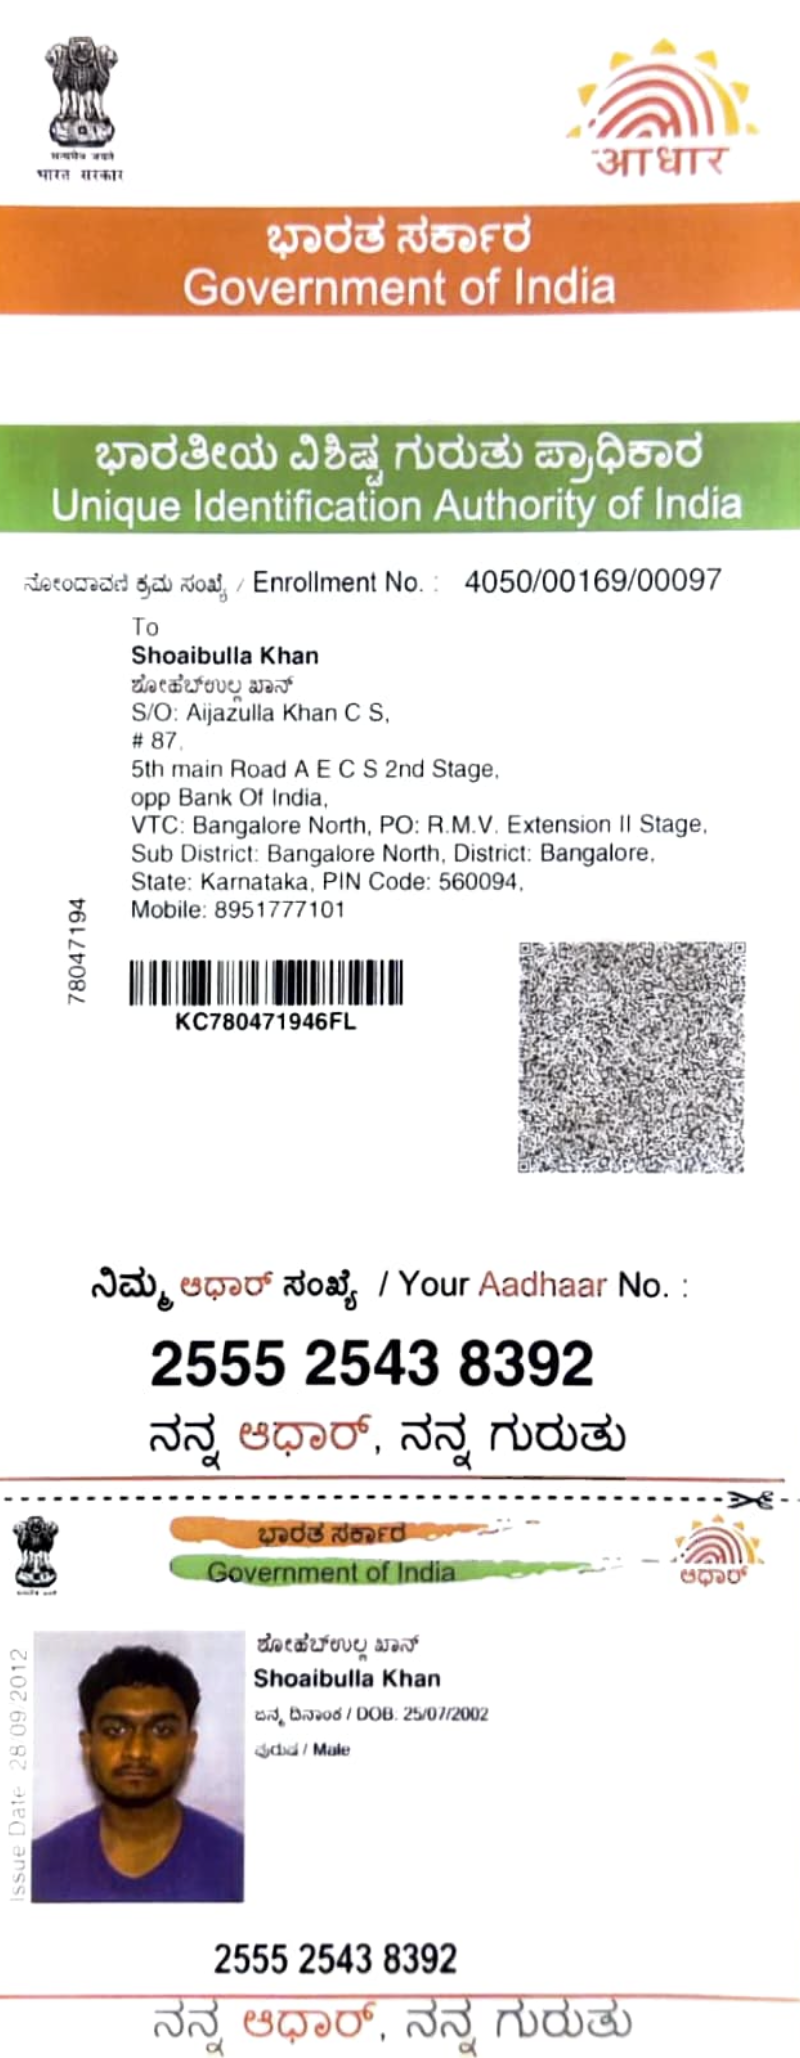 सत्यमेव जयते
भारत सरकार
आधार
ಭಾರತ ಸರ್ಕಾರ
Government of India
ಭಾರತೀಯ ವಿಶಿಷ್ಟ ಗುರುತು ಪ್ರಾಧಿಕಾರ
Unique Identification Authority of India
ನೋಂದಾವಣಿ ಕ್ರಮ ಸಂಖ್ಯೆ / Enrollment No. : 4050/00169/00097
To
Shoaibulla Khan
ಶೋಹೆಬ್ಉಲ್ಲ ಖಾನ್
S/O: Aijazulla Khan C S,
# 87,
5th main Road A E C S 2nd Stage,
opp Bank Of India,
VTC: Bangalore North, PO: R.M.V. Extension II Stage,
Sub District: Bangalore North, District: Bangalore,
State: Karnataka, PIN Code: 560094,
Mobile: 8951777101
78047194
KC780471946FL
ನಿಮ್ಮ ಆಧಾರ್ ಸಂಖ್ಯೆ / Your Aadhaar No. :
2555 2543 8392
ನನ್ನ ಆಧಾರ್, ನನ್ನ ಗುರುತು
ಭಾರತ ಸರ್ಕಾರ
Government of India
ಆಧಾರ್
Issue Date 28/09/2012
ಶೋಹೆಬ್ಉಲ್ಲ ಖಾನ್
Shoaibulla Khan
ಜನ್ಮ ದಿನಾಂಕ / DOB: 25/07/2002
ಪುರುಷ / Male
2555 2543 8392
ನನ್ನ ಆಧಾರ್, ನನ್ನ ಗುರುತು